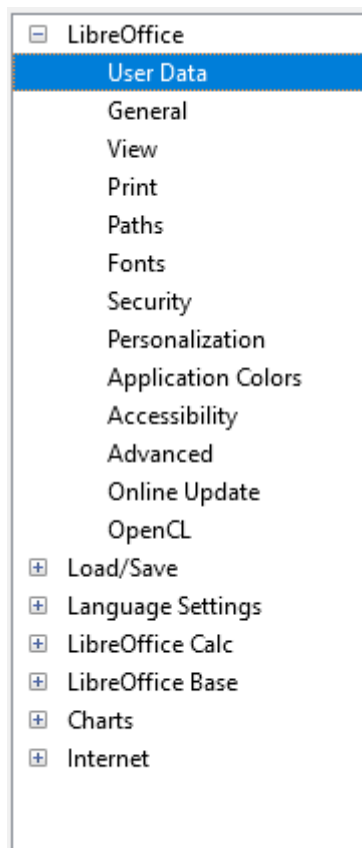 LibreOffice
User Data
General
View
Print
Paths
Fonts
Security
Personalization
Application Colors
Accessibility
Advanced
Online Update
OpenCL
Load/Save
Language Settings
LibreOffice Calc
LibreOffice Base
Charts
Internet